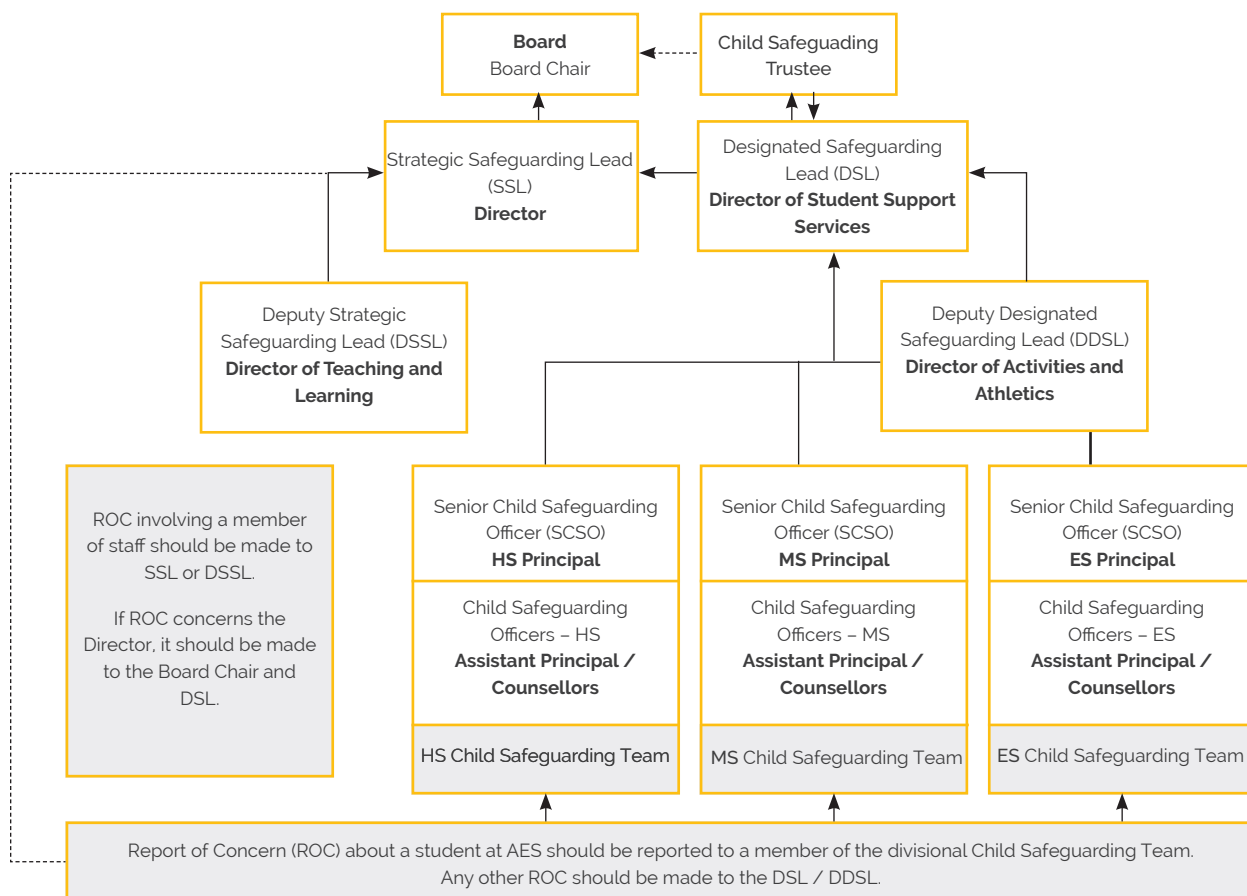 Board
Board Chair
Child Safeguading
Trustee
Strategic Safeguarding Lead
(SSL)
Director
Designated Safeguarding
Lead (DSL)
Director of Student Support
Services
Deputy Strategic
Safeguarding Lead (DSSL)
Director of Teaching and
Learning
Deputy Designated
Safeguarding Lead (DDSL)
Director of Activities and
Athletics
ROC involving a member
of staff should be made to
SSL or DSSL.
If ROC concerns the
Director, it should be made
to the Board Chair and
DSL.
Senior Child Safeguarding
Officer (SCSO)
HS Principal
Child Safeguarding
Officers – HS
Assistant Principal /
Counsellors
HS Child Safeguarding Team
Senior Child Safeguarding
Officer (SCSO)
MS Principal
Child Safeguarding
Officers – MS
Assistant Principal /
Counsellors
MS Child Safeguarding Team
Senior Child Safeguarding
Officer (SCSO)
ES Principal
Child Safeguarding
Officers – ES
Assistant Principal /
Counsellors
ES Child Safeguarding Team
Report of Concern (ROC) about a student at AES should be reported to a member of the divisional Child Safeguarding Team.
Any other ROC should be made to the DSL / DDSL.